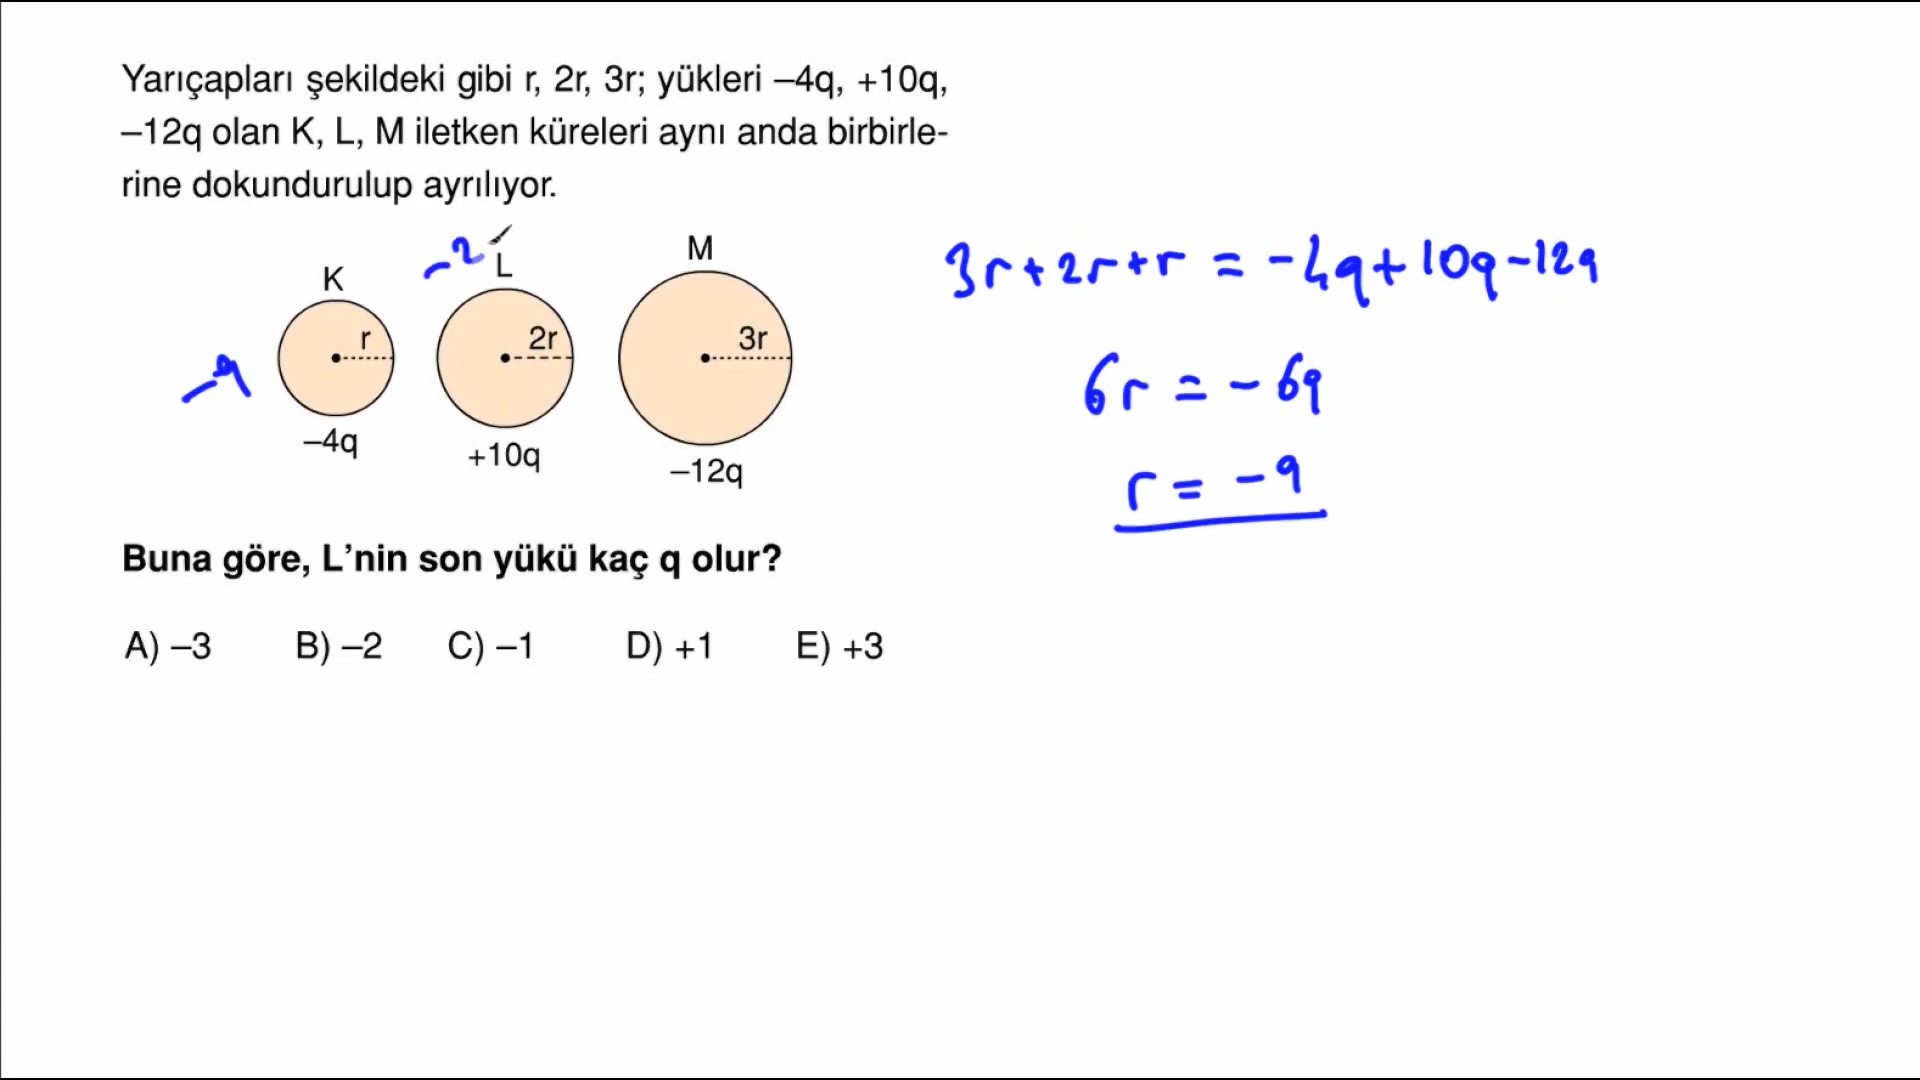 Yarıçapları şekildeki gibi r, 2r, 3r; yükleri –4q, +10q,
–12q olan K, L, M iletken küreleri aynı anda birbirle-
rine dokundurulup ayrılıyor.
K
–2
L
M
r
2r
3r
–q
–4q
+10q
–12q
3r+2r+r = -4q+10q-12q
6r = -6q
r = -q
Buna göre, L’nin son yükü kaç q olur?
A) –3 B) –2 C) –1 D) +1 E) +3